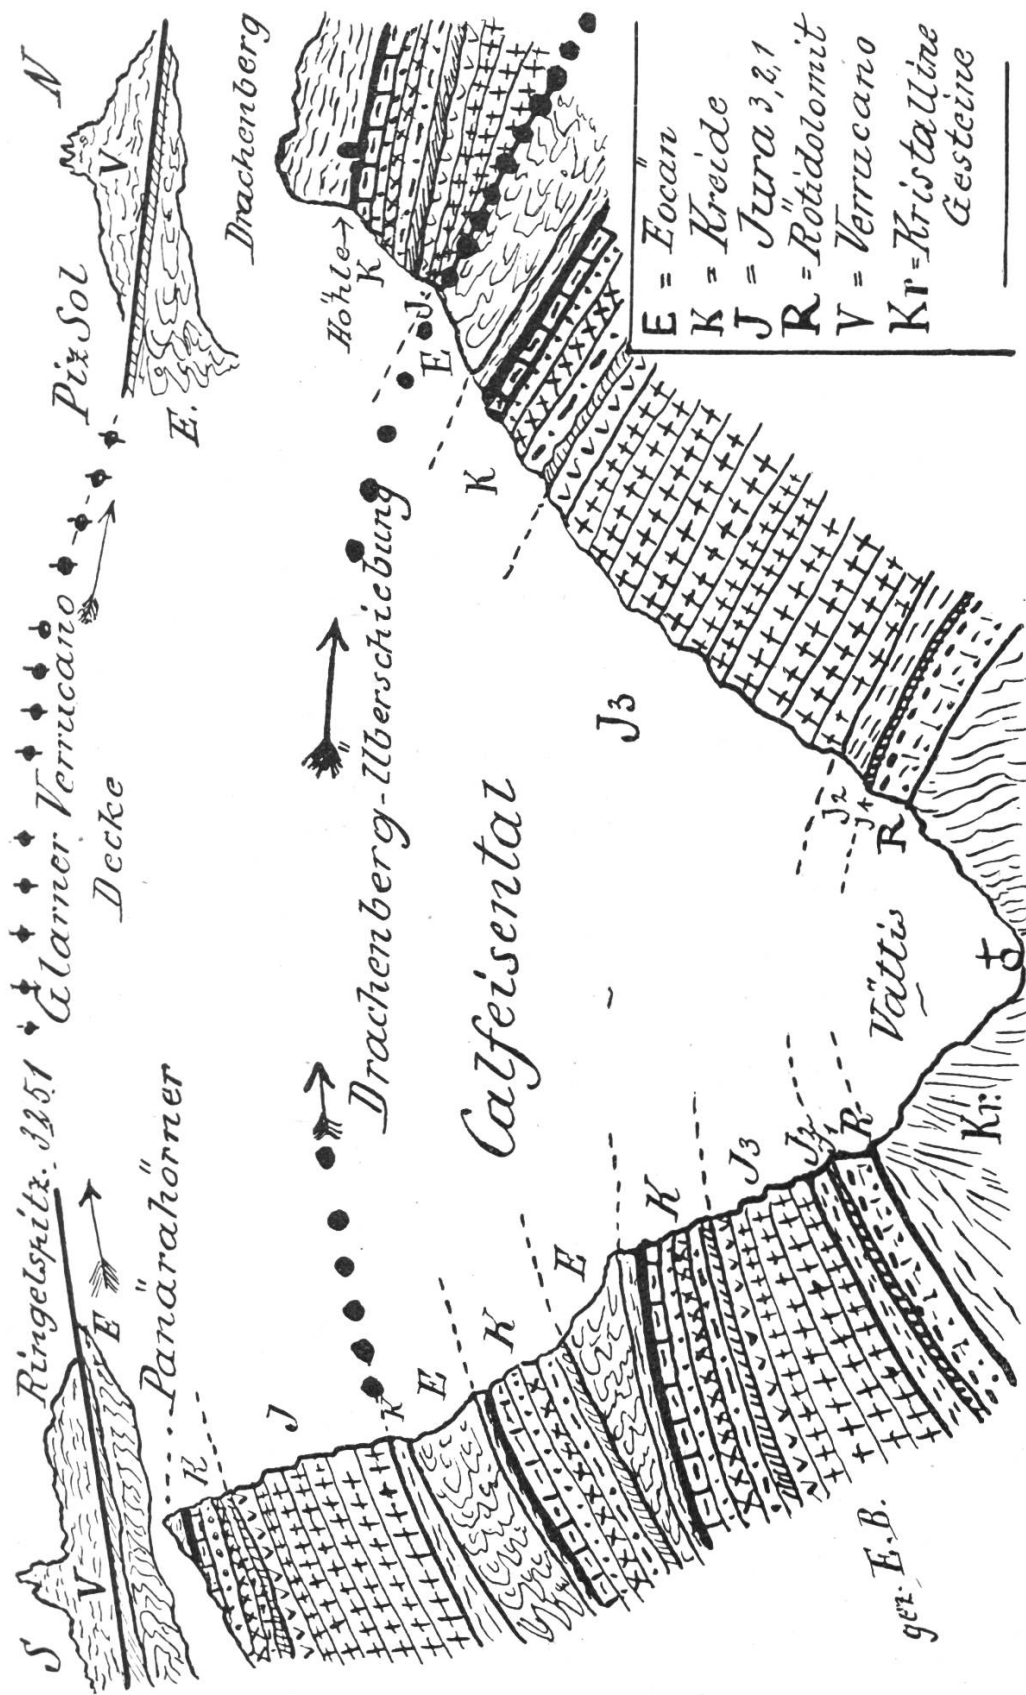 S
Ringelspitz. 3251
Glarner Verrucano
Decke
Piz Sol
N
V
E
V
E.
Panärahörner
K
J
K
E
K
E
K
J3
J2
J1
R
Kr.
Drachenberg
Höhle →
K
J.
E
K
J3
J2
J1
R
Drachenberg-Überschiebung
Calfeisental
Vättis
gez. E.B.
E = Eocän
K = Kreide
J = Jura 3,2,1
R = Rötidolomit
V = Verrucano
Kr = Kristalline
Gesteine